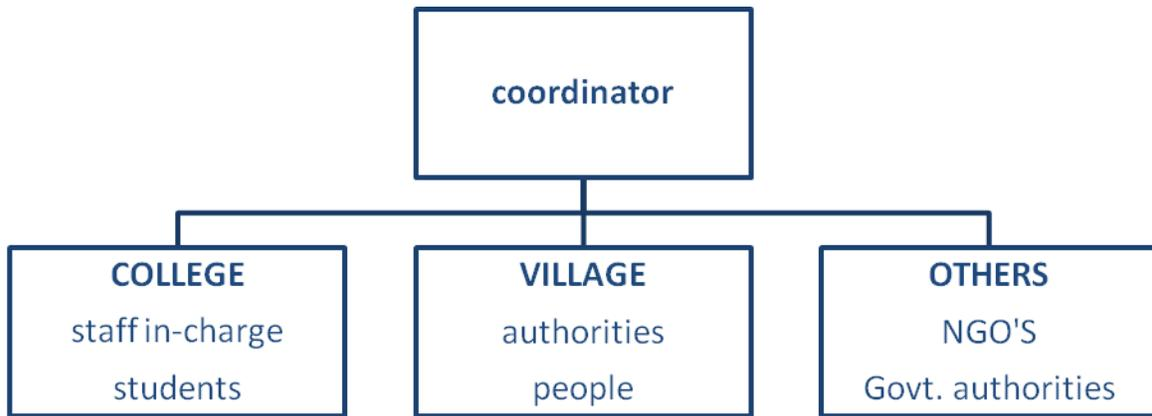 coordinator
COLLEGE
staff in-charge
students
VILLAGE
authorities
people
OTHERS
NGO'S
Govt. authorities